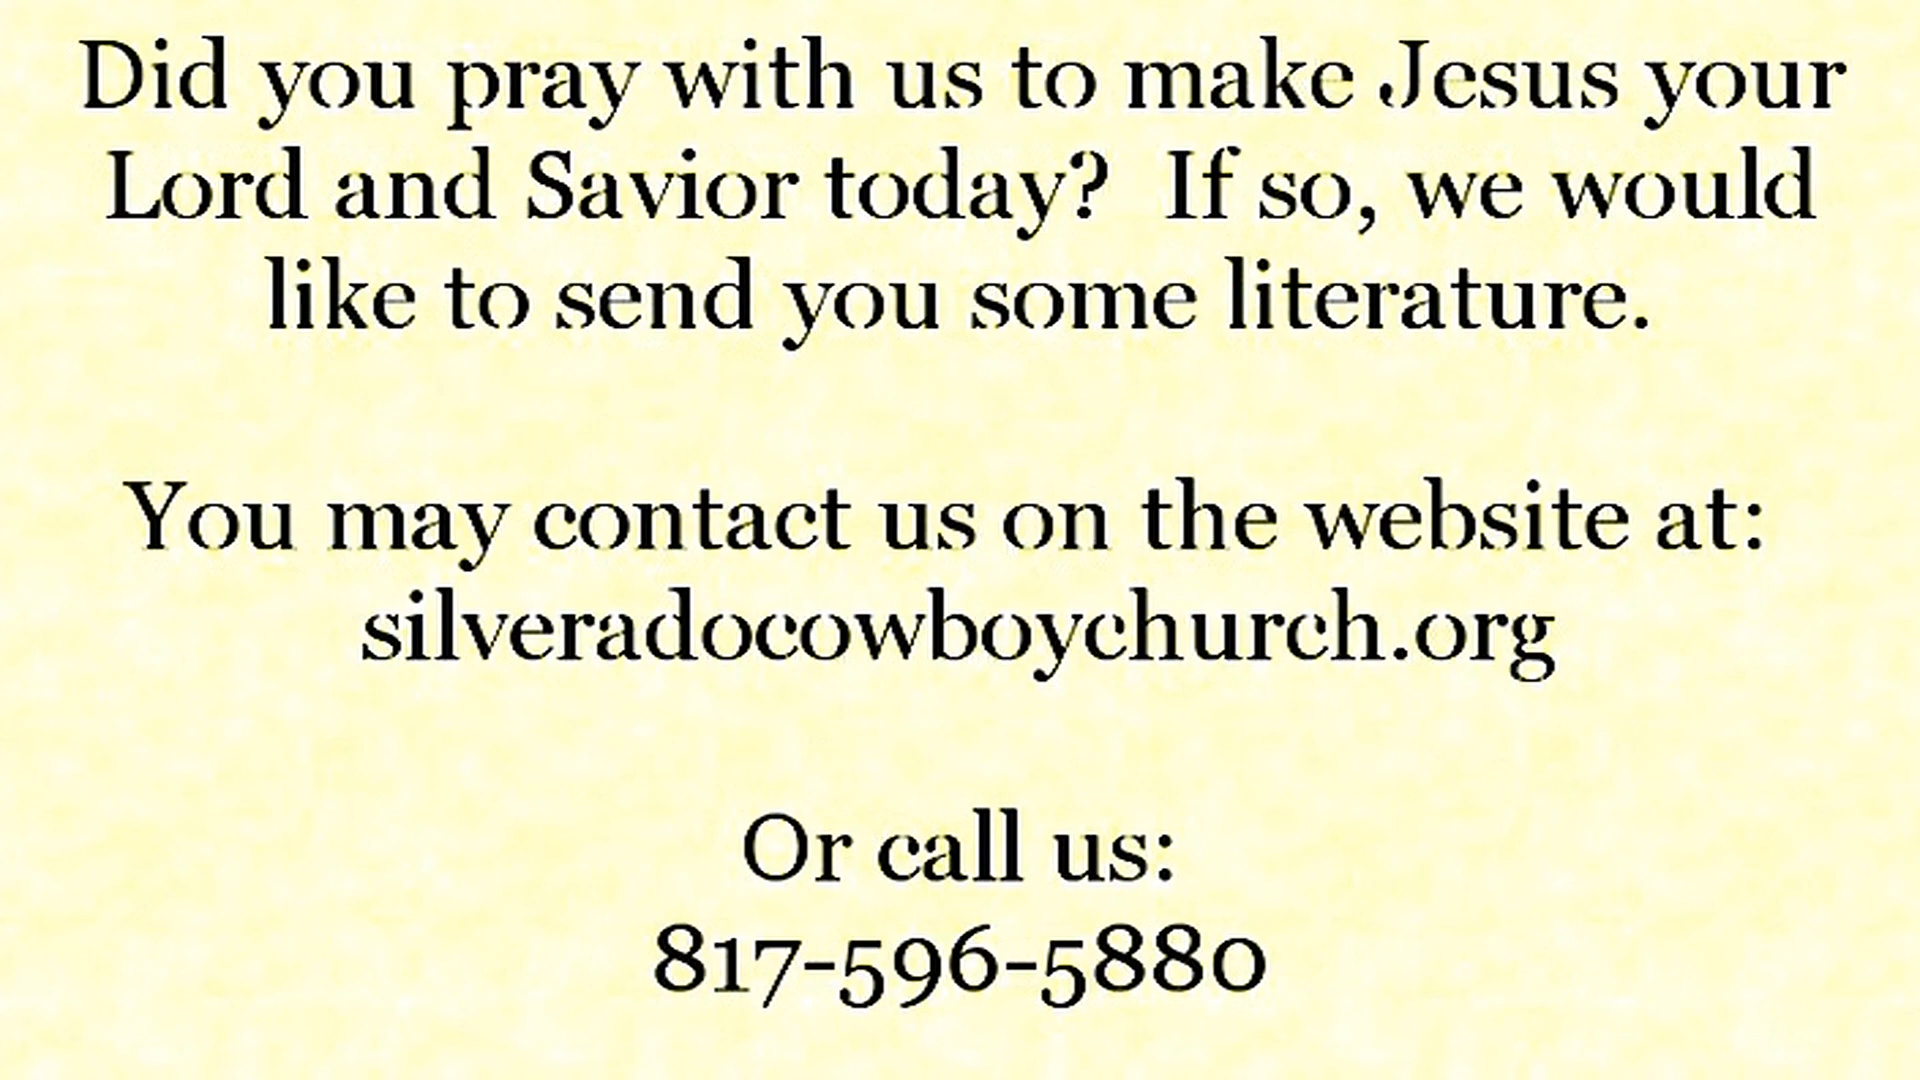 Did you pray with us to make Jesus your
Lord and Savior today?  If so, we would
like to send you some literature.
You may contact us on the website at:
silveradocowboychurch.org
Or call us:
817-596-5880